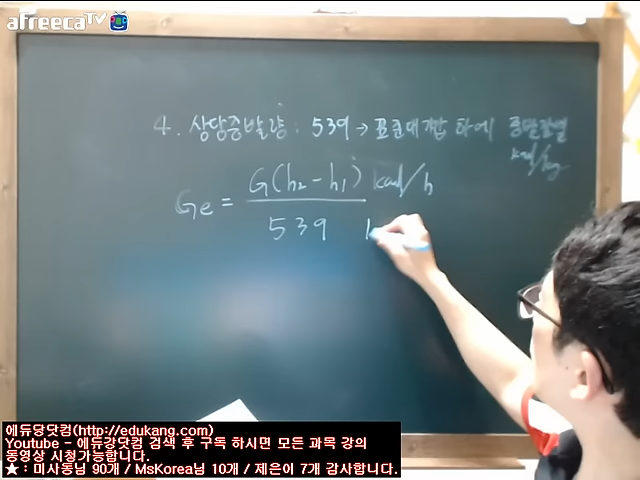 afreecaTV
4. 상당증발량 : 539 → 표준대기압 하에 증발잠열
kcal/kg
Ge = G(h₂ - h₁) kcal/h
539
에듀강닷컴(http://edukang.com)
Youtube - 에듀강닷컴 검색 후 구독 하시면 모든 과목 강의
동영상 시청가능합니다.
★ : 미사동님 90개 / MsKorea님 10개 / 제은이 7개 감사합니다.